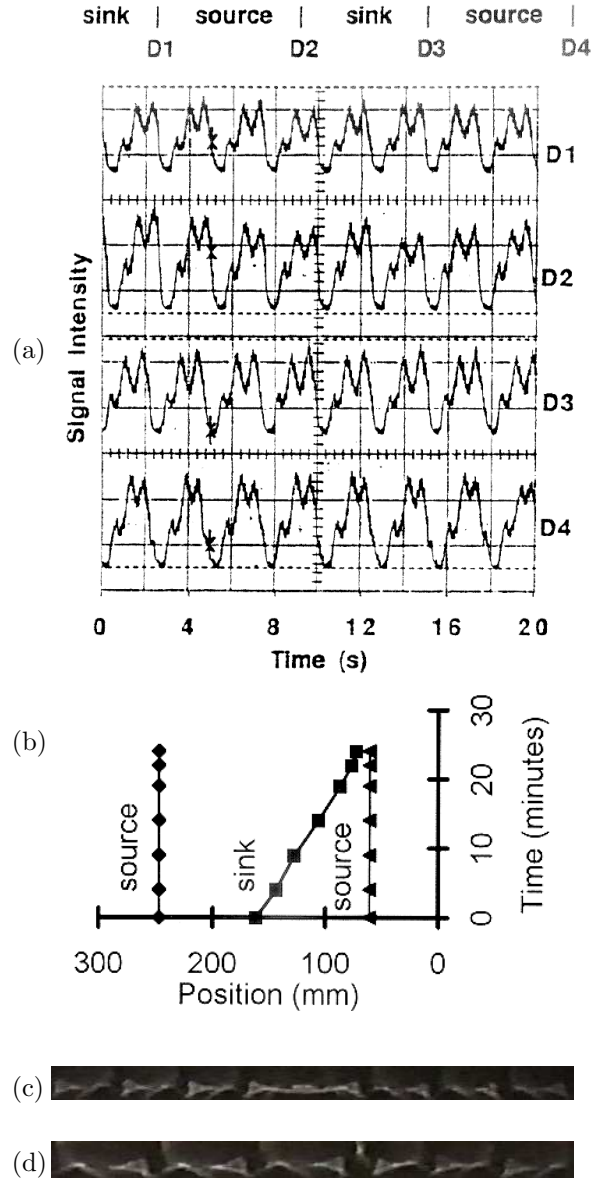 sink | source | sink | source |
D1 D2 D3 D4
D1
D2
(a)
Signal Intensity
D3
D4
0 4 8 12 16 20
Time (s)
(b)
source
sink
source
0 10 20 30
Time (minutes)
300 200 100 0
Position (mm)
(c)
(d)